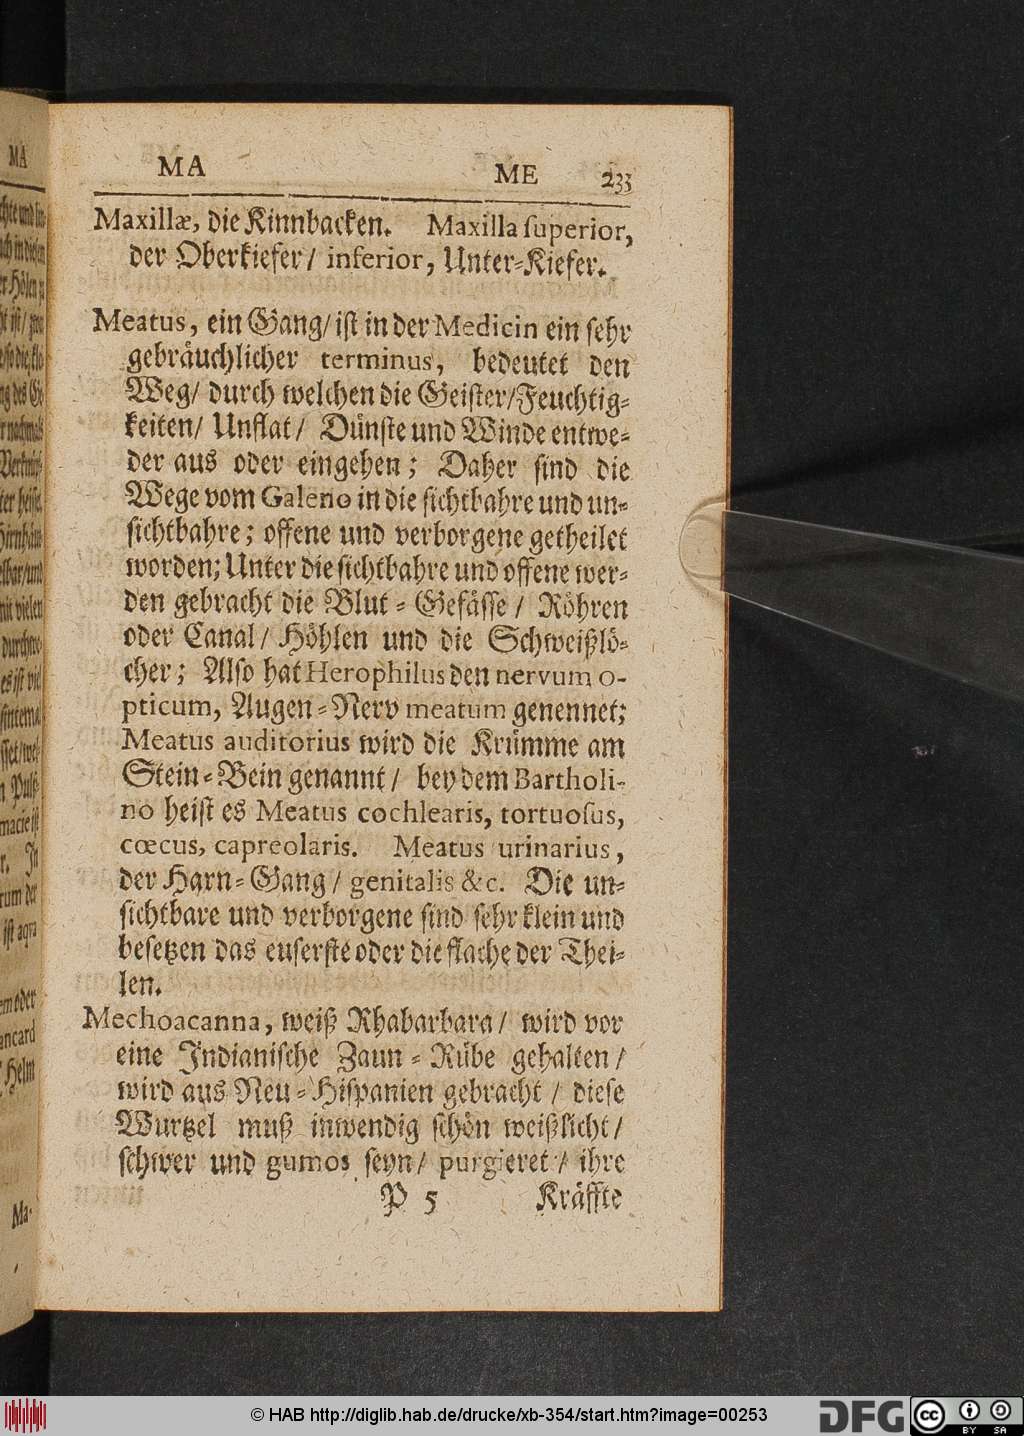 MA ME 233
Maxillæ, die Kinnbacken. Maxilla superior,
der Oberkiefer/ inferior, Unter-Kiefer.
Meatus, ein Gang/ ist in der Medicin ein sehr
gebräuchlicher terminus, bedeutet den
Weg/ durch welchen die Geister/Feuchtig-
keiten/ Unflat/ Dünste und Winde entwe-
der aus oder eingehen; Daher sind die
Wege vom Galeno in die sichtbahre und un-
sichtbahre; offene und verborgene getheilet
worden; Unter die sichtbahre und offene wer-
den gebracht die Blut-Gefässe/ Röhren
oder Canal/ Höhlen und die Schweißlö-
cher; Also hat Herophilus den nervum o-
pticum, Augen-Nerv meatum genennet;
Meatus auditorius wird die Krümme am
Stein-Bein genannt/ bey dem Bartholi-
no heist es Meatus cochlearis, tortuosus,
cœcus, capreolaris. Meatus urinarius,
der Harn-Gang/ genitalis &c. Die un-
sichtbare und verborgene sind sehr klein und
besetzen das euserste oder die flache der Thei-
len.
Mechoacanna, weiß Rhabarbara/ wird vor
eine Indianische Zaun-Rübe gehalten/
wird aus Neu-Hispanien gebracht/ diese
Wurtzel muß inwendig schön weißlicht/
schwer und gumos seyn/ purgieret/ ihre
P 5 Kräffte
MA
Ma-
© HAB http://diglib.hab.de/drucke/xb-354/start.htm?image=00253
DFG
cc BY SA